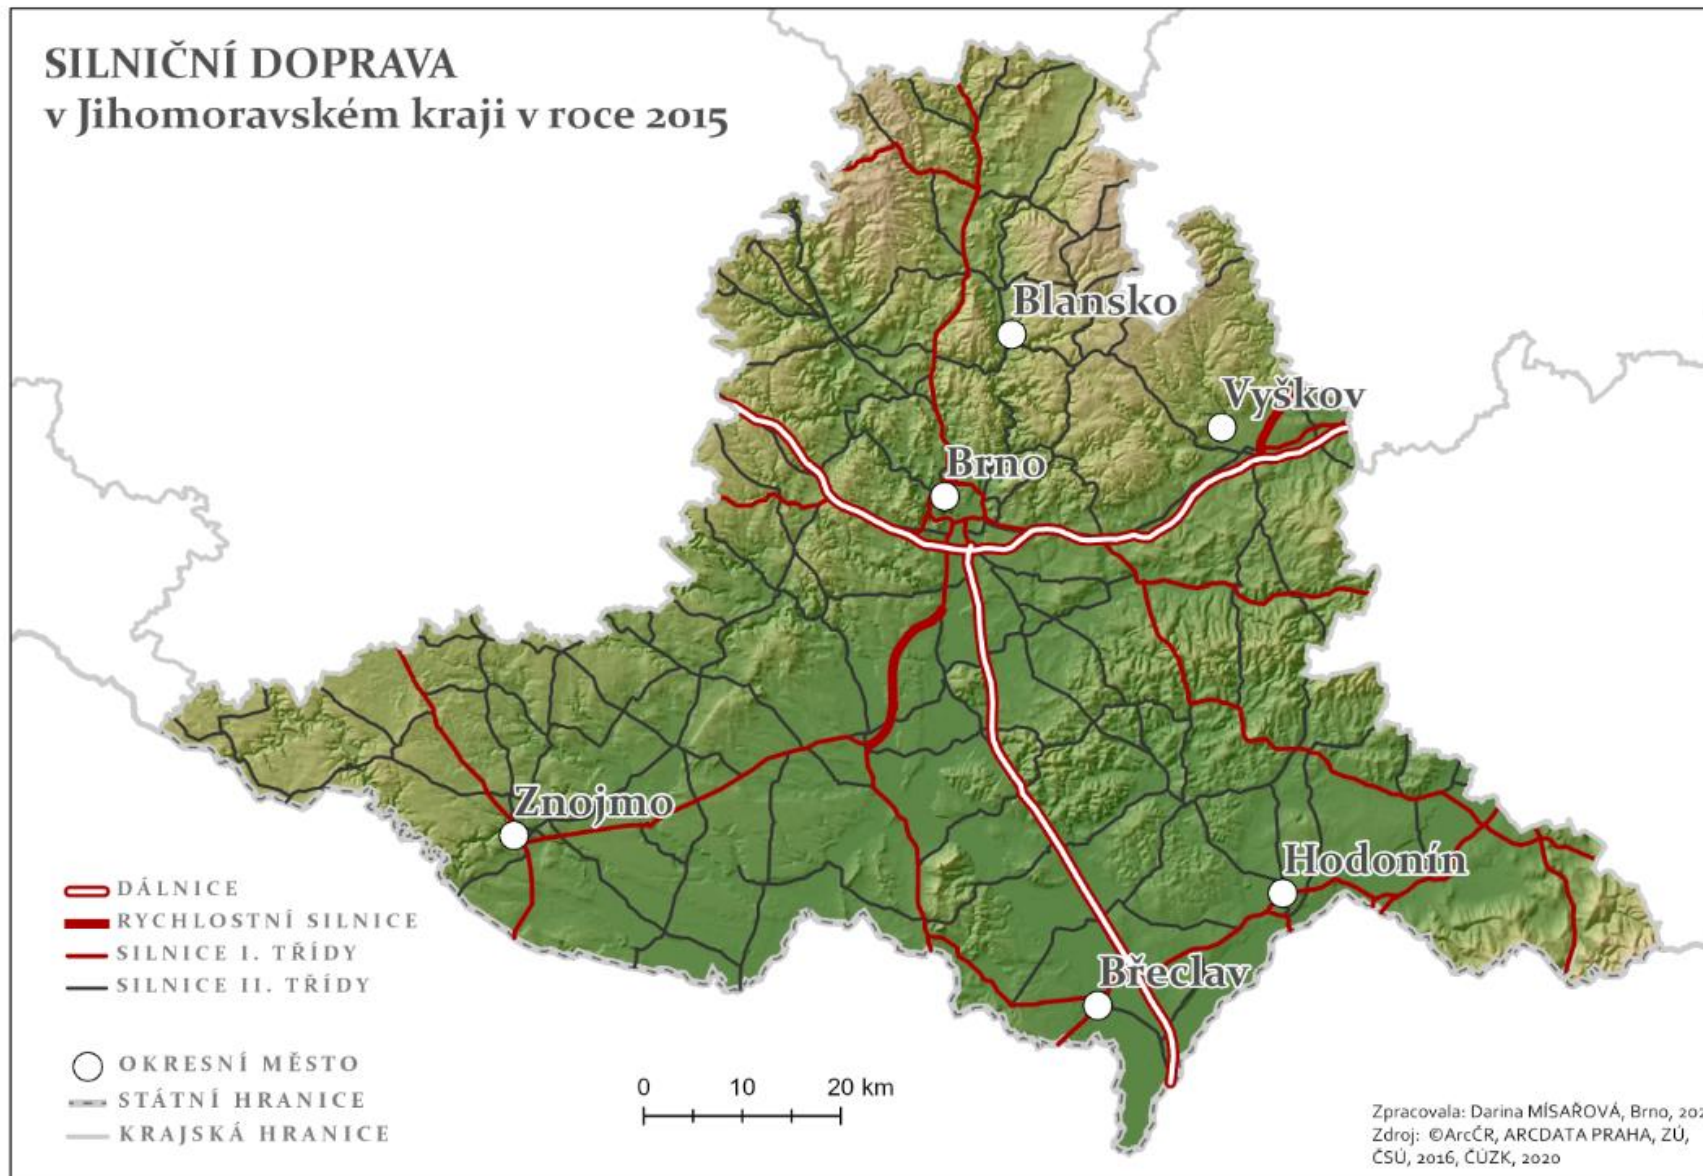 SILNIČNÍ DOPRAVA
v Jihomoravském kraji v roce 2015
Blansko
Vyškov
Brno
Znojmo
Hodonín
Břeclav
DÁLNICE
RYCHLOSTNÍ SILNICE
SILNICE I. TŘÍDY
SILNICE II. TŘÍDY
OKRESNÍ MĚSTO
STÁTNÍ HRANICE
KRAJSKÁ HRANICE
0 10 20 km
Zpracovala: Darina MÍSAŘOVÁ, Brno, 202
Zdroj: ©ArcČR, ARCDATA PRAHA, ZÚ,
ČSÚ, 2016, ČÚZK, 2020